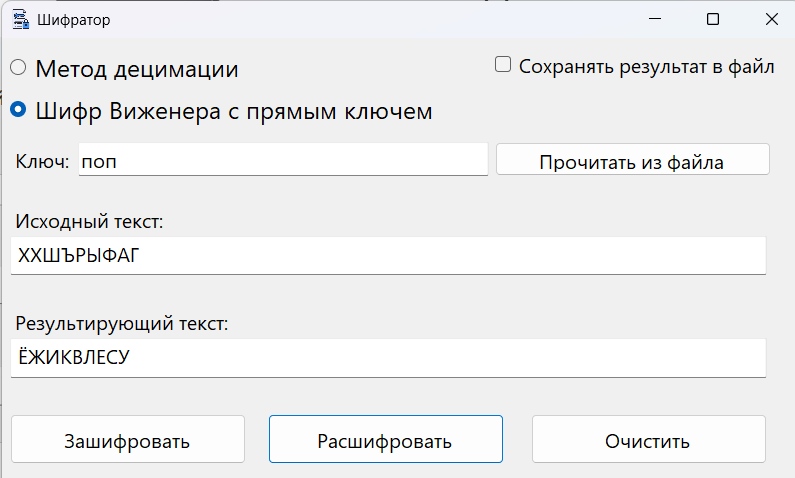 Шифратор
Метод децимации
Сохранять результат в файл
Шифр Виженера с прямым ключем
Ключ: поп
Прочитать из файла
Исходный текст:
ХХШЪРЫФАГ
Результирующий текст:
ЁЖИКВЛЕСУ
Зашифровать
Расшифровать
Очистить